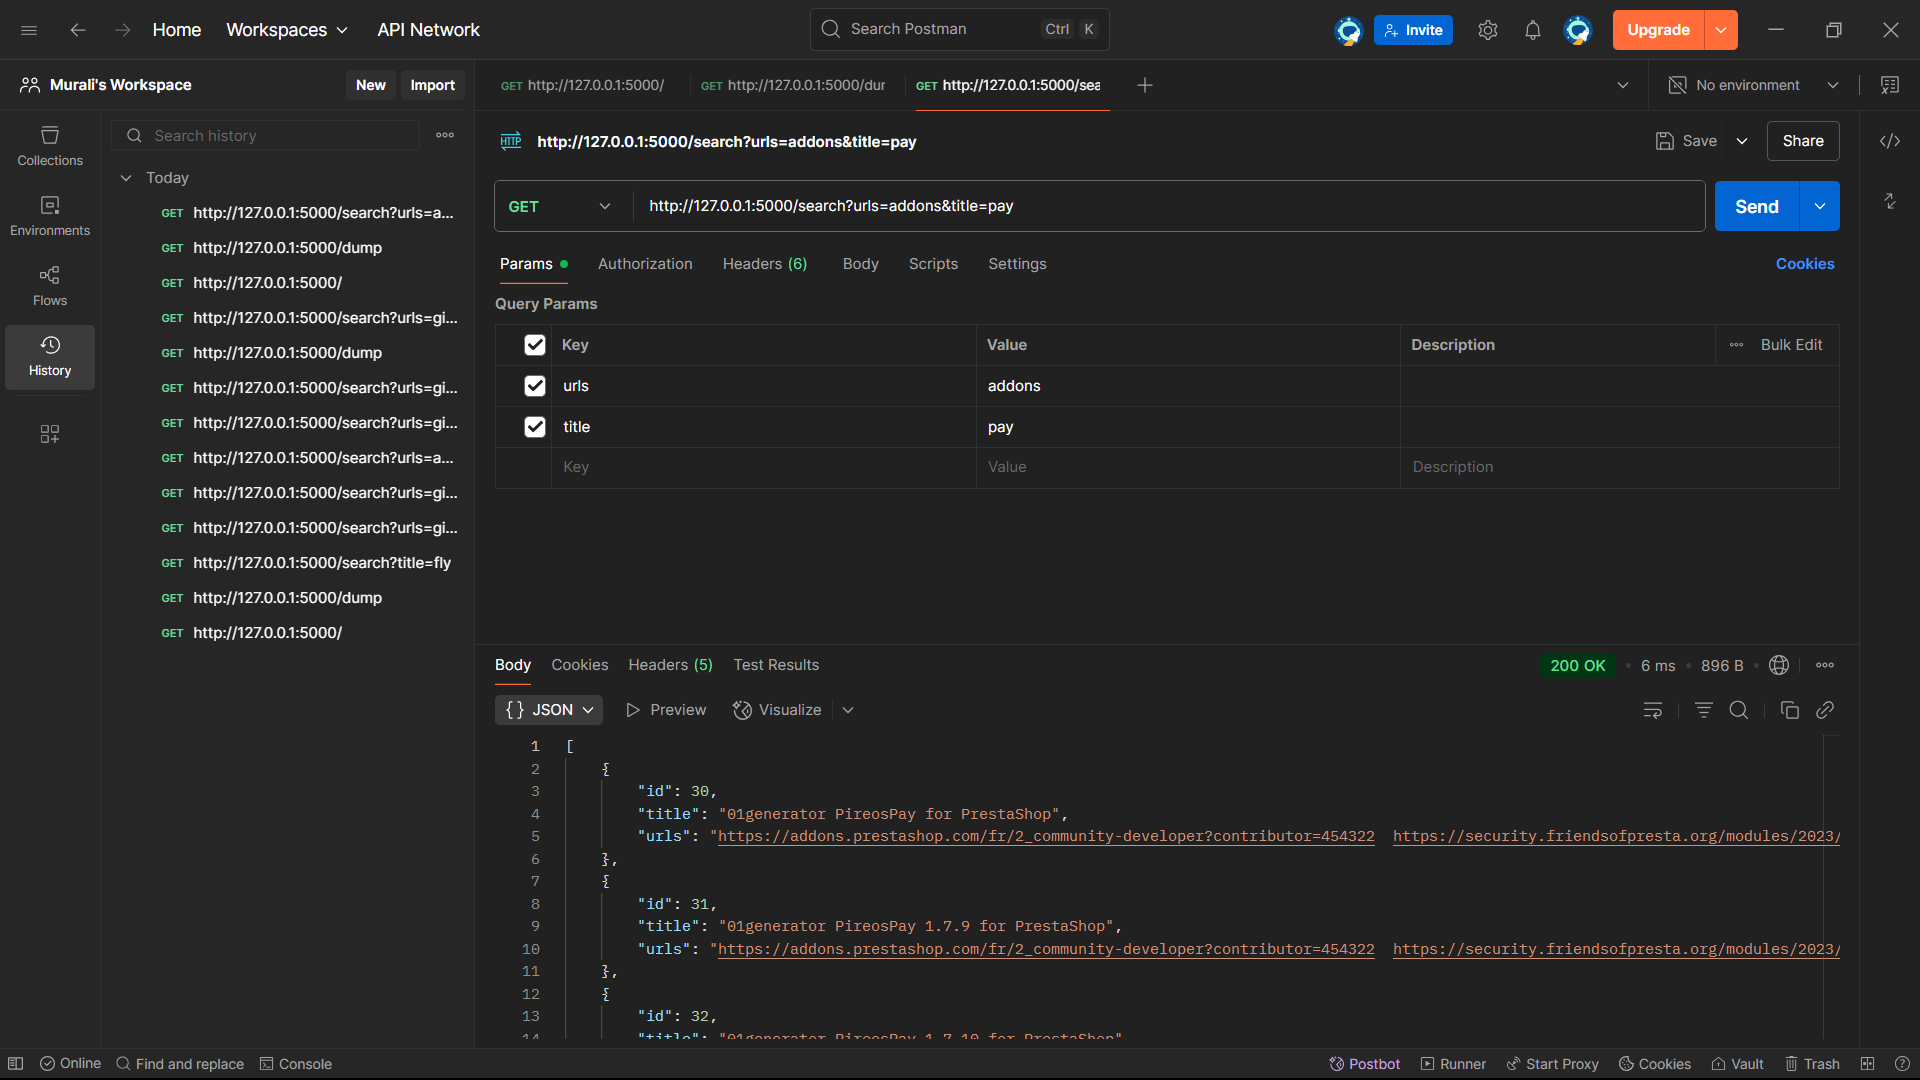 Home
Workspaces
API Network
Search Postman
Ctrl
K
Invite
Upgrade
Murali's Workspace
New
Import
GET http://127.0.0.1:5000/
GET http://127.0.0.1:5000/dur
GET http://127.0.0.1:5000/sea
No environment
Collections
Environments
Flows
History
Search history
Today
GET http://127.0.0.1:5000/search?urls=a...
GET http://127.0.0.1:5000/dump
GET http://127.0.0.1:5000/
GET http://127.0.0.1:5000/search?urls=gi...
GET http://127.0.0.1:5000/dump
GET http://127.0.0.1:5000/search?urls=gi...
GET http://127.0.0.1:5000/search?urls=gi...
GET http://127.0.0.1:5000/search?urls=a...
GET http://127.0.0.1:5000/search?urls=gi...
GET http://127.0.0.1:5000/search?urls=gi...
GET http://127.0.0.1:5000/search?title=fly
GET http://127.0.0.1:5000/dump
GET http://127.0.0.1:5000/
HTTP http://127.0.0.1:5000/search?urls=addons&title=pay
Save
Share
GET
http://127.0.0.1:5000/search?urls=addons&title=pay
Send
Params
Authorization
Headers (6)
Body
Scripts
Settings
Cookies
Query Params
Key Value Description Bulk Edit
urls addons
title pay
Key Value Description
Body
Cookies
Headers (5)
Test Results
200 OK
6 ms
896 B
{} JSON
Preview
Visualize
1 [
2 {
3 "id": 30,
4 "title": "01generator PireosPay for PrestaShop",
5 "urls": "https://addons.prestashop.com/fr/2_community-developer?contributor=454322 https://security.friendsofpresta.org/modules/2023/
6 },
7 {
8 "id": 31,
9 "title": "01generator PireosPay 1.7.9 for PrestaShop",
10 "urls": "https://addons.prestashop.com/fr/2_community-developer?contributor=454322 https://security.friendsofpresta.org/modules/2023/
11 },
12 {
13 "id": 32,
14 "title": "01generator PireosPay 1.7.10 for PrestaShop"
Online
Find and replace
Console
Postbot
Runner
Start Proxy
Cookies
Vault
Trash